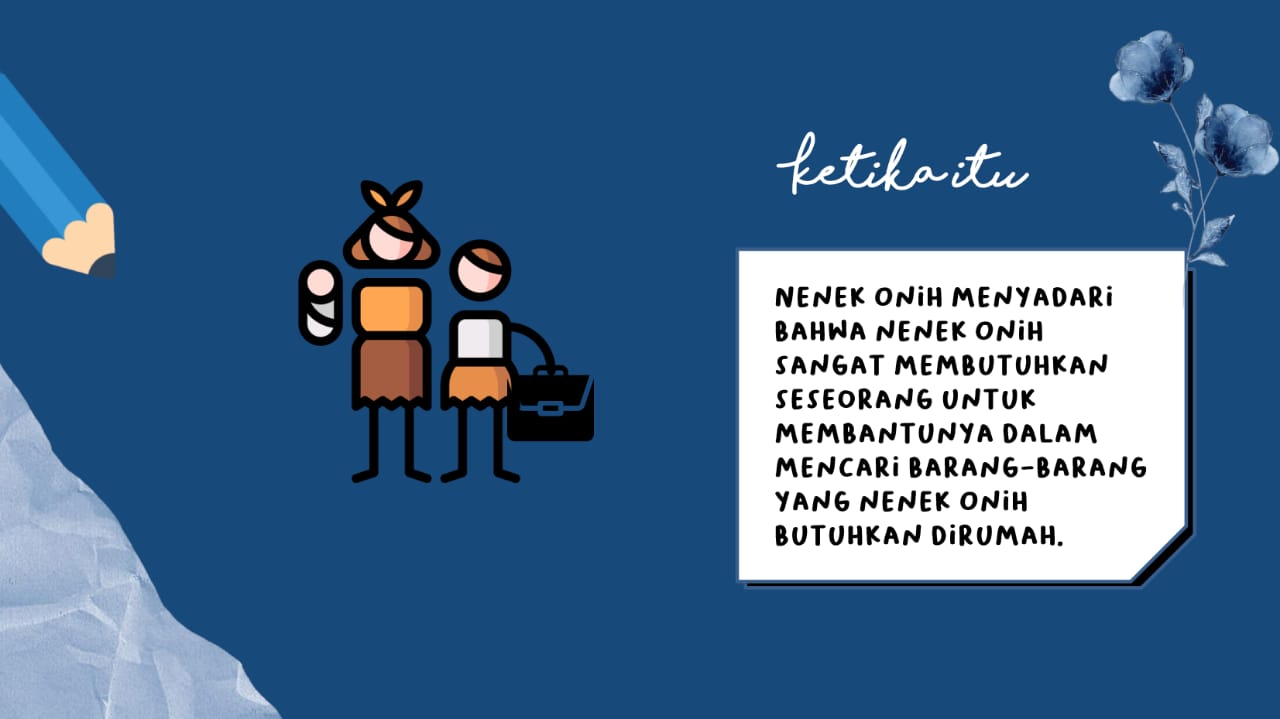 ketika itu
NENEK ONiH MENYADARi
BAHWA NENEK ONiH
SANGAT MEMBUTUHKAN
SESEORANG UNTUK
MEMBANTUNYA DALAM
MENCARi BARANG-BARANG
YANG NENEK ONiH
BUTUHKAN DiRUMAH.